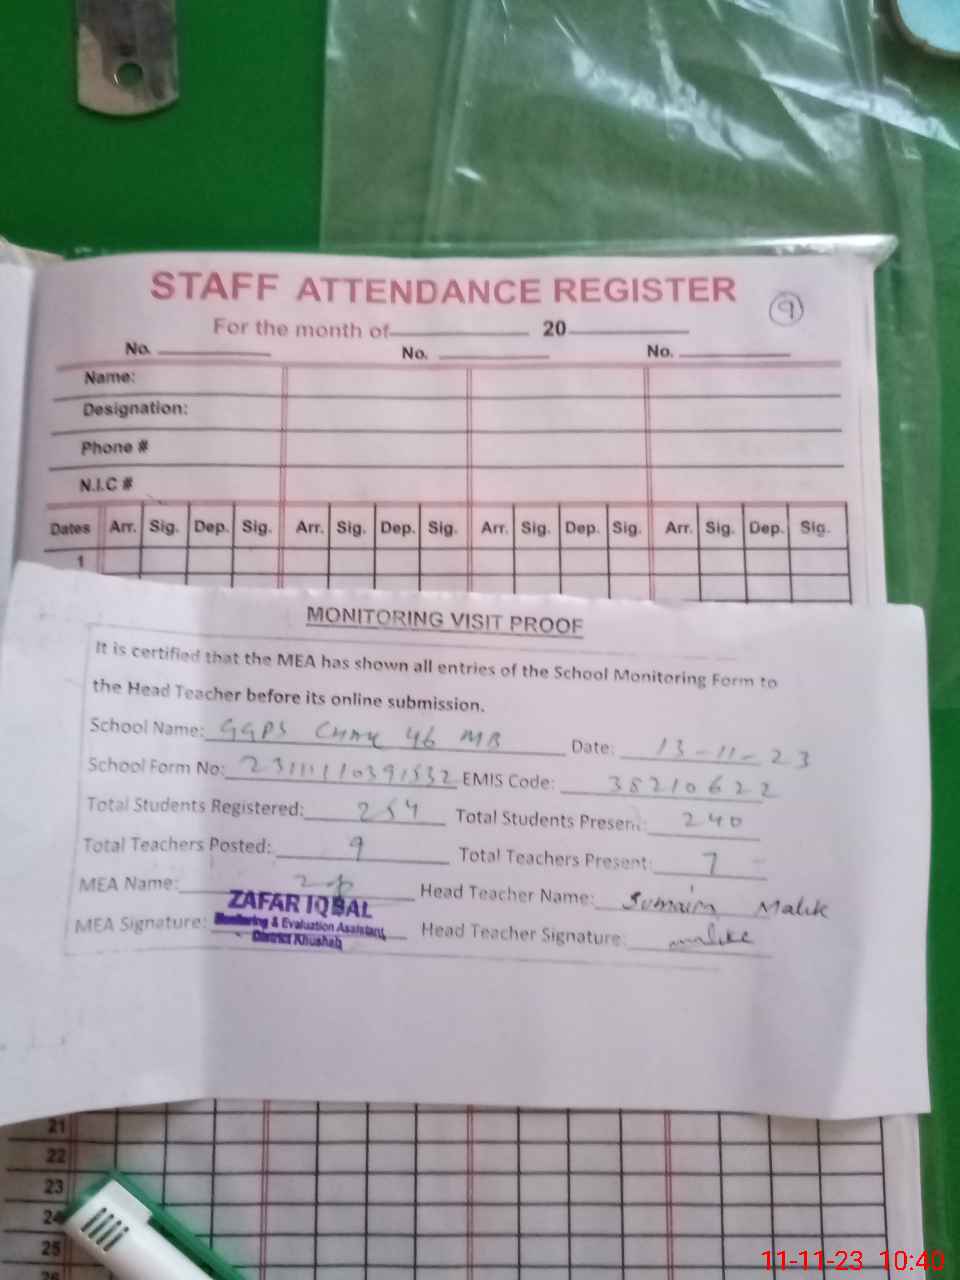 STAFF ATTENDANCE REGISTER
9
For the month of 20
No. No. No.
Name:
Designation:
Phone #
N.I.C #
Dates Arr. Sig. Dep. Sig. Arr. Sig. Dep. Sig. Arr. Sig. Dep. Sig. Arr. Sig. Dep. Sig.
1
MONITORING VISIT PROOF
It is certified that the MEA has shown all entries of the School Monitoring Form to
the Head Teacher before its online submission.
School Name: GGPS CHAK 46 MB Date: 13-11-23
School Form No: EMIS Code: 38210622
Total Students Registered: 254 Total Students Present: 240
Total Teachers Posted: 9 Total Teachers Present: 7
MEA Name: Head Teacher Name: Malik
ZAFAR IQBAL
MEA Signature: Monitoring & Evaluation Assistant Head Teacher Signature: malik
District Khushab
21
22
23
24
25
26
11-11-23 10:40